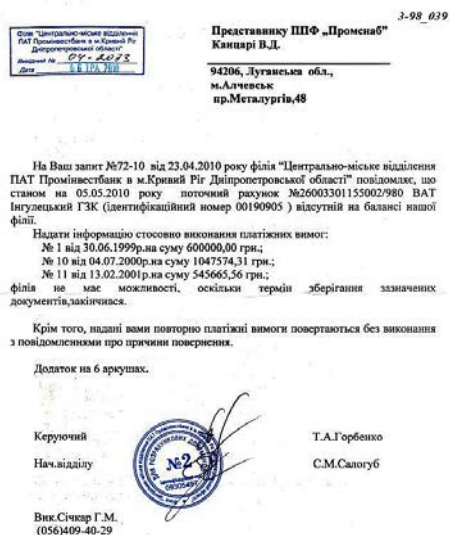 3-98_039
Філія "Центрально-міське відділення
ПАТ Промінвестбанк в м.Кривий Ріг
Дніпропетровської області"
Вихідний № 04-2073
Дата
Представнику ППФ „Промснаб”
Канцарі В.Д.
94206, Луганська обл.,
м.Алчевськ
пр.Металургів,48
На Ваш запит №72-10 від 23.04.2010 року філія “Центрально-міське відділення
ПАТ Промінвестбанк в м.Кривий Ріг Дніпропетровської області” повідомляє, що
станом на 05.05.2010 року поточний рахунок №26003301155002/980 ВАТ
Інгулецький ГЗК (ідентифікаційний номер 00190905 ) відсутній на балансі нашої
філії.
Надати інформацію стосовно виконання платіжних вимог:
№ 1 від 30.06.1999р.на суму 600000,00 грн.;
№ 10 від 04.07.2000р.на суму 1047574,31 грн.;
№ 11 від 13.02.2001р.на суму 545665,56 грн.;
філія не має можливості, оскільки термін зберігання зазначених
документів,закінчився.
Крім того, надані вами повторно платіжні вимоги повертаються без виконання
з повідомленнями про причини повернення.
Додаток на 6 аркушах.
Керуючий Т.А.Горбенко
№2
Нач.відділу С.М.Салогуб
Вик.Січкар Г.М.
(056)409-40-29